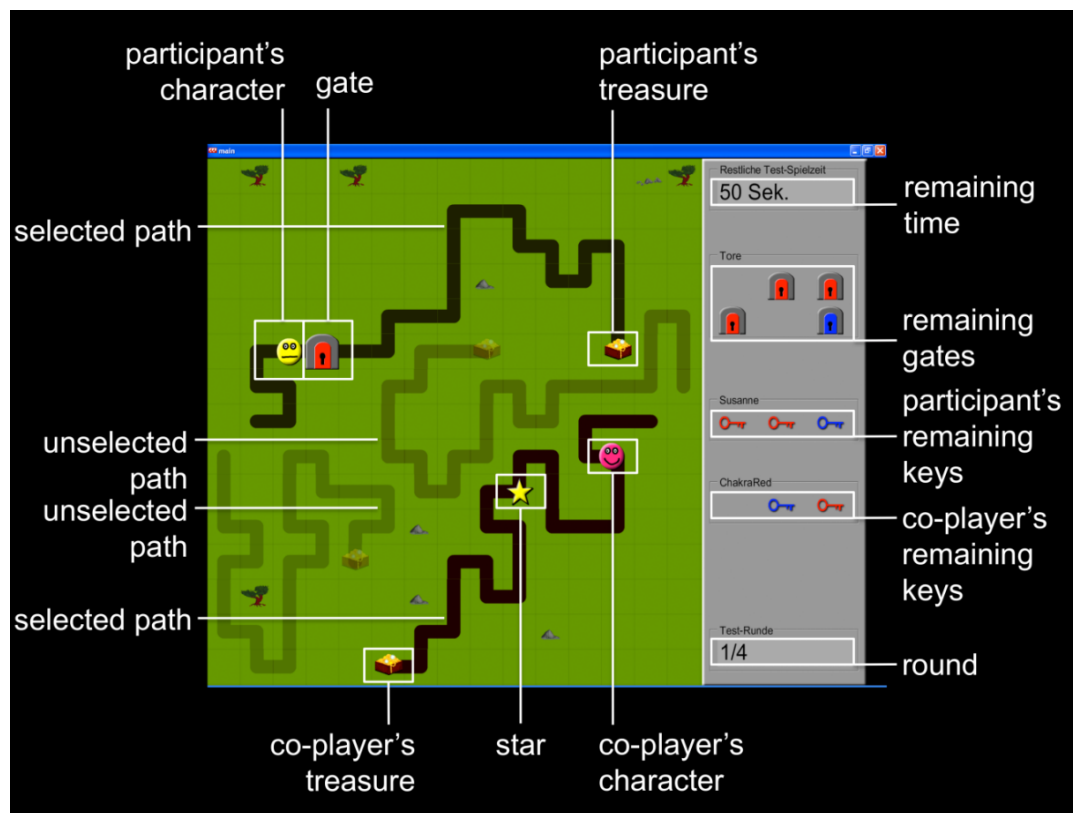 participant's
character
gate
participant's
treasure
main
selected path
Restliche Test-Spielzeit
50 Sek.
remaining
time
Tore
remaining
gates
Susanne
participant's
remaining
keys
unselected
path
unselected
path
ChakraRed
co-player's
remaining
keys
selected path
Test-Runde
1/4
round
co-player's
treasure
star
co-player's
character